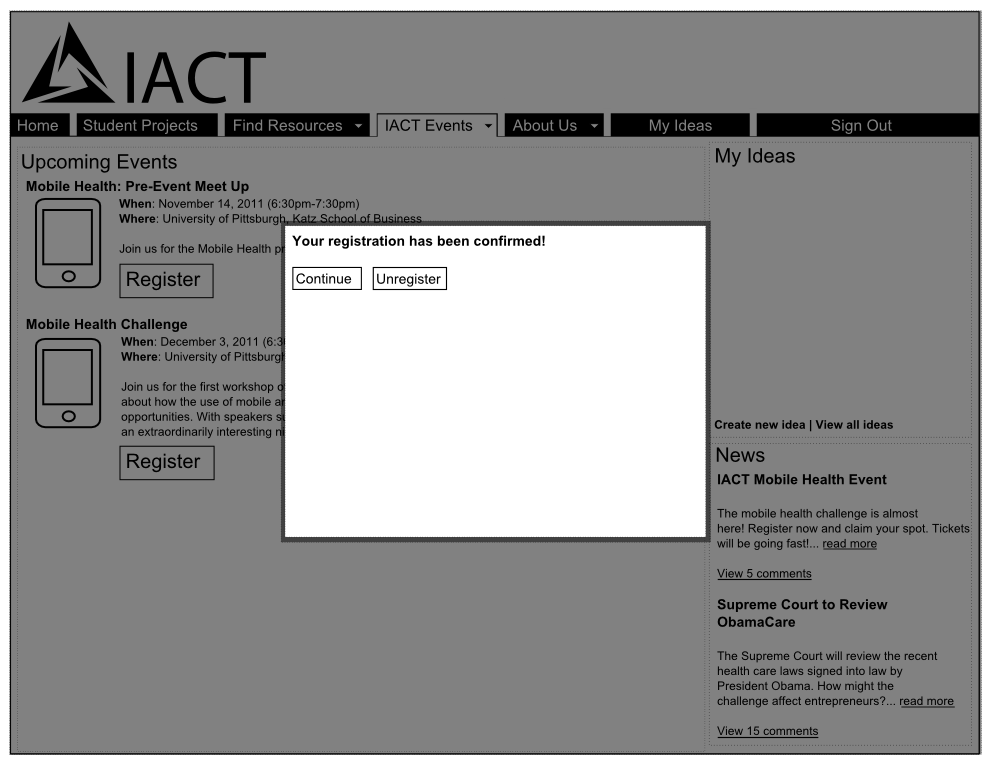 IACT
Home
Student Projects
Find Resources
IACT Events
About Us
My Ideas
Sign Out
Upcoming Events
Mobile Health: Pre-Event Meet Up
When: November 14, 2011 (6:30pm-7:30pm)
Where: University of Pittsburgh, Katz School of Business
Join us for the Mobile Health
Register
Mobile Health Challenge
When: December 3, 2011
Where: University of Pittsburgh
Join us for the first workshop
about how the use of mobile
opportunities. With speakers
an extraordinarily interesting
Register
Your registration has been confirmed!
Continue
Unregister
My Ideas
Create new idea | View all ideas
News
IACT Mobile Health Event
The mobile health challenge is almost
here! Register now and claim your spot. Tickets
will be going fast!... read more
View 5 comments
Supreme Court to Review
ObamaCare
The Supreme Court will review the recent
health care laws signed into law by
President Obama. How might the
challenge affect entrepreneurs?... read more
View 15 comments